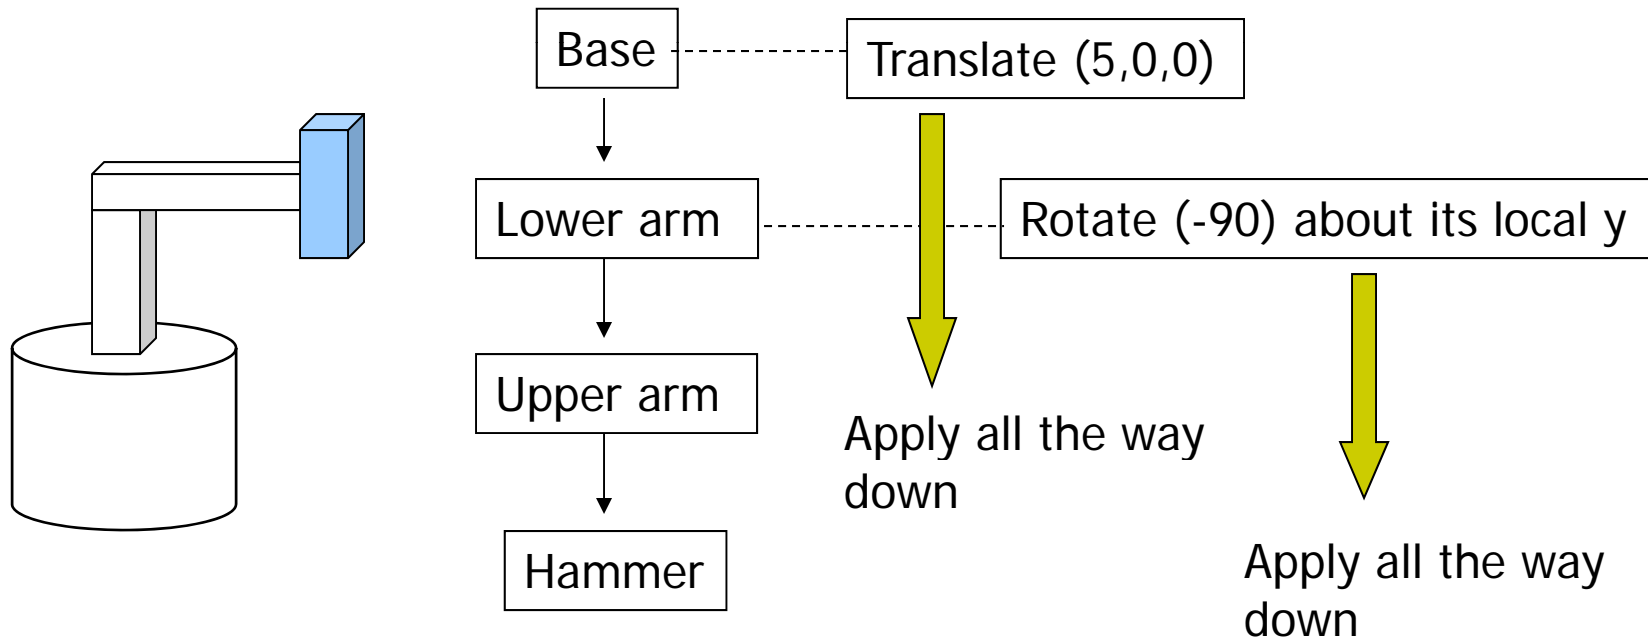 Base
Translate (5,0,0)
Lower arm
Rotate (-90) about its local y
Upper arm
Apply all the way
down
Hammer
Apply all the way
down